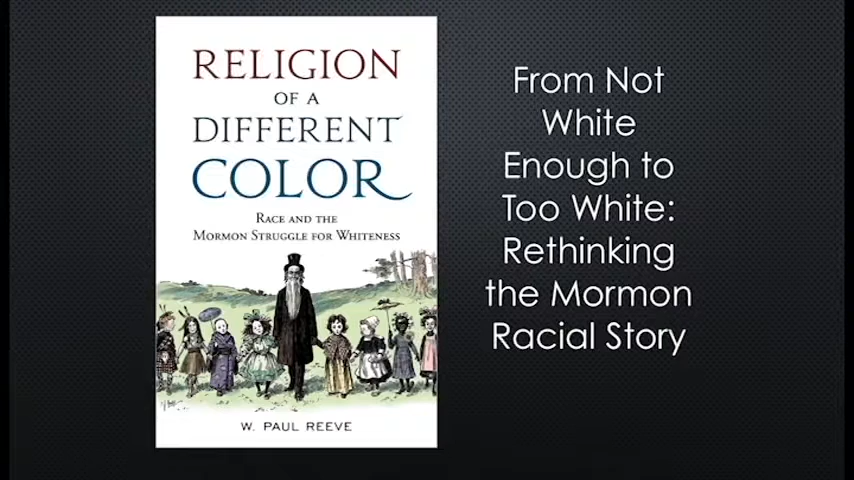 RELIGION
OF A
DIFFERENT
COLOR
RACE AND THE
MORMON STRUGGLE FOR WHITENESS
W. PAUL REEVE
From Not
White
Enough to
Too White:
Rethinking
the Mormon
Racial Story